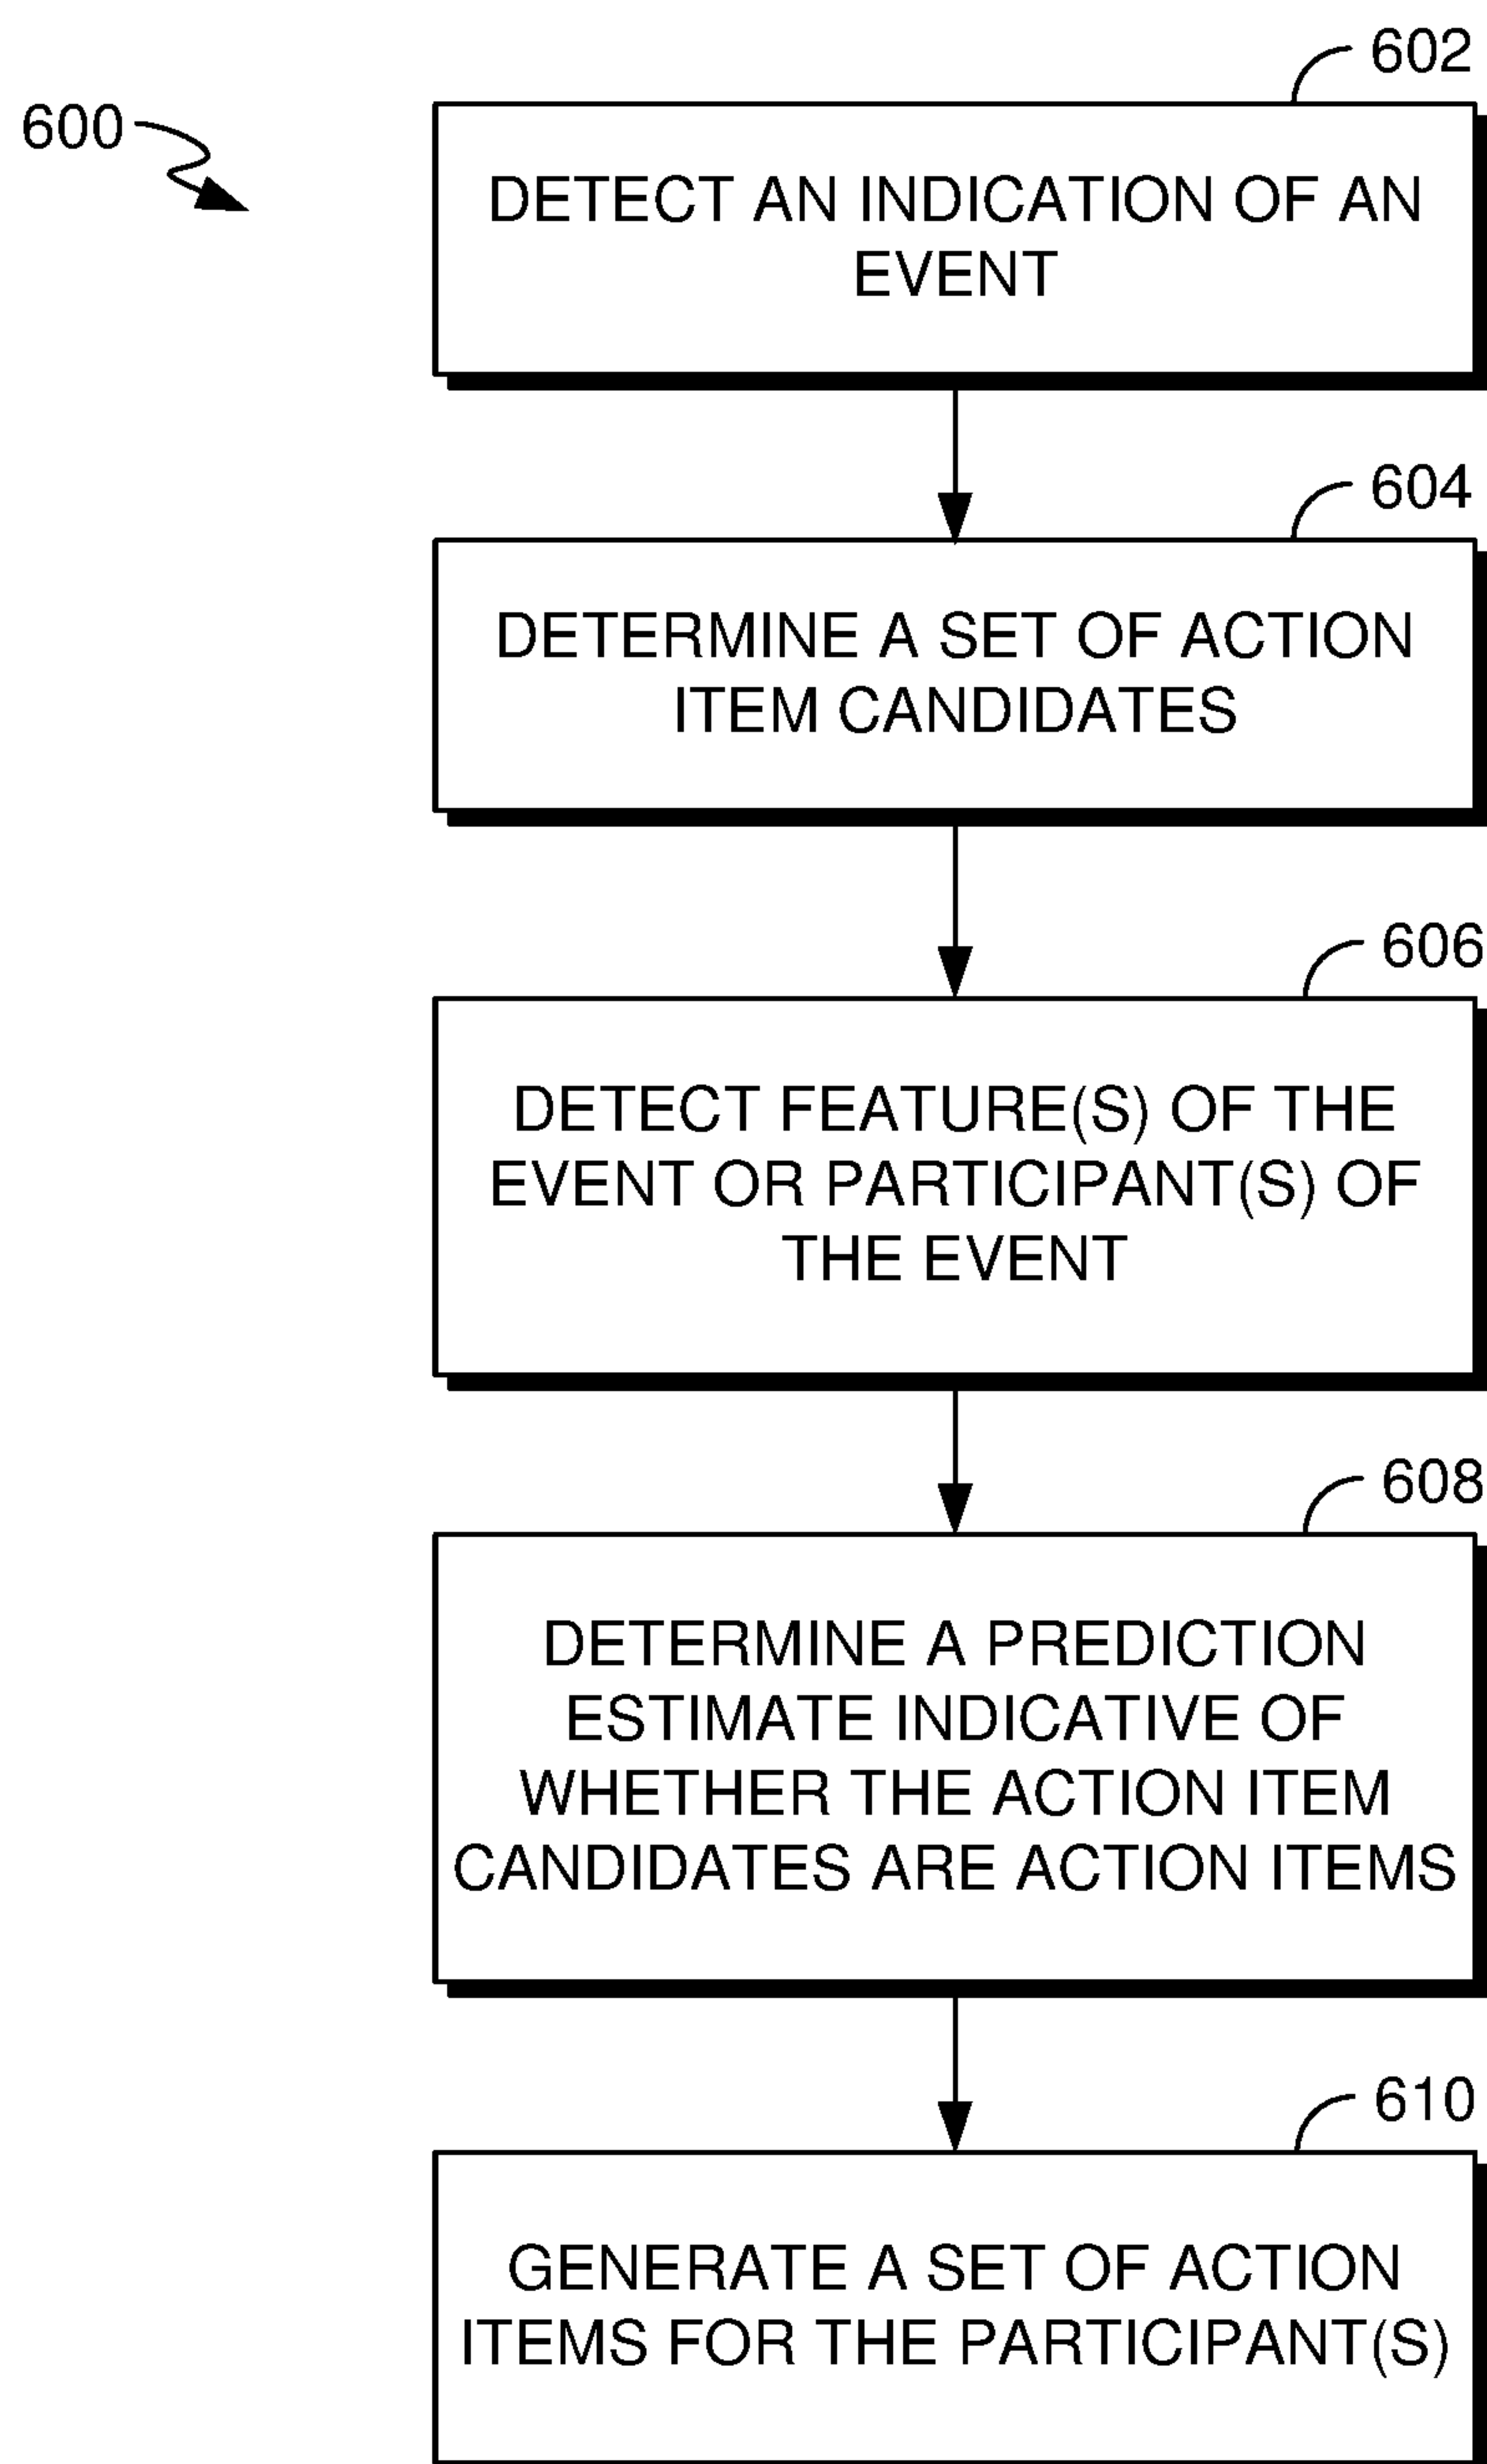 602
600
DETECT AN INDICATION OF AN
EVENT
604
DETERMINE A SET OF ACTION
ITEM CANDIDATES
606
DETECT FEATURE(S) OF THE
EVENT OR PARTICIPANT(S) OF
THE EVENT
608
DETERMINE A PREDICTION
ESTIMATE INDICATIVE OF
WHETHER THE ACTION ITEM
CANDIDATES ARE ACTION ITEMS
610
GENERATE A SET OF ACTION
ITEMS FOR THE PARTICIPANT(S)